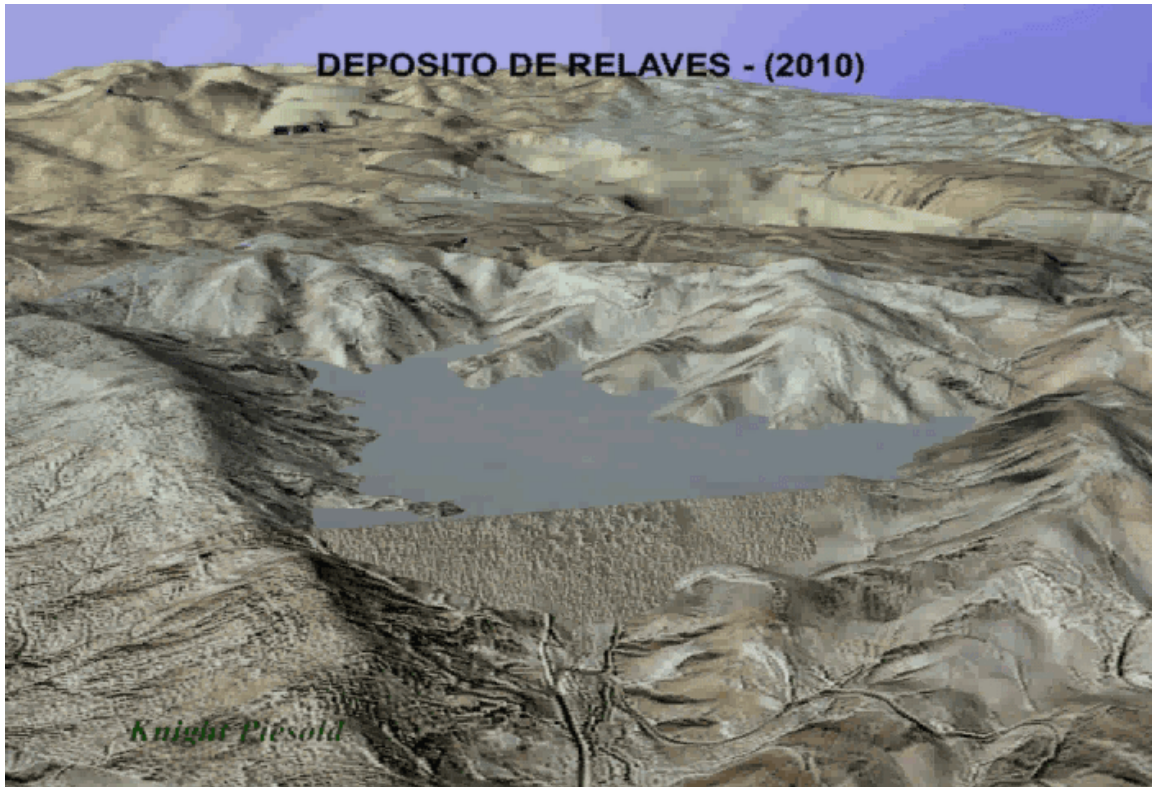 DEPOSITO DE RELAVES - (2010)
Knight Piesold